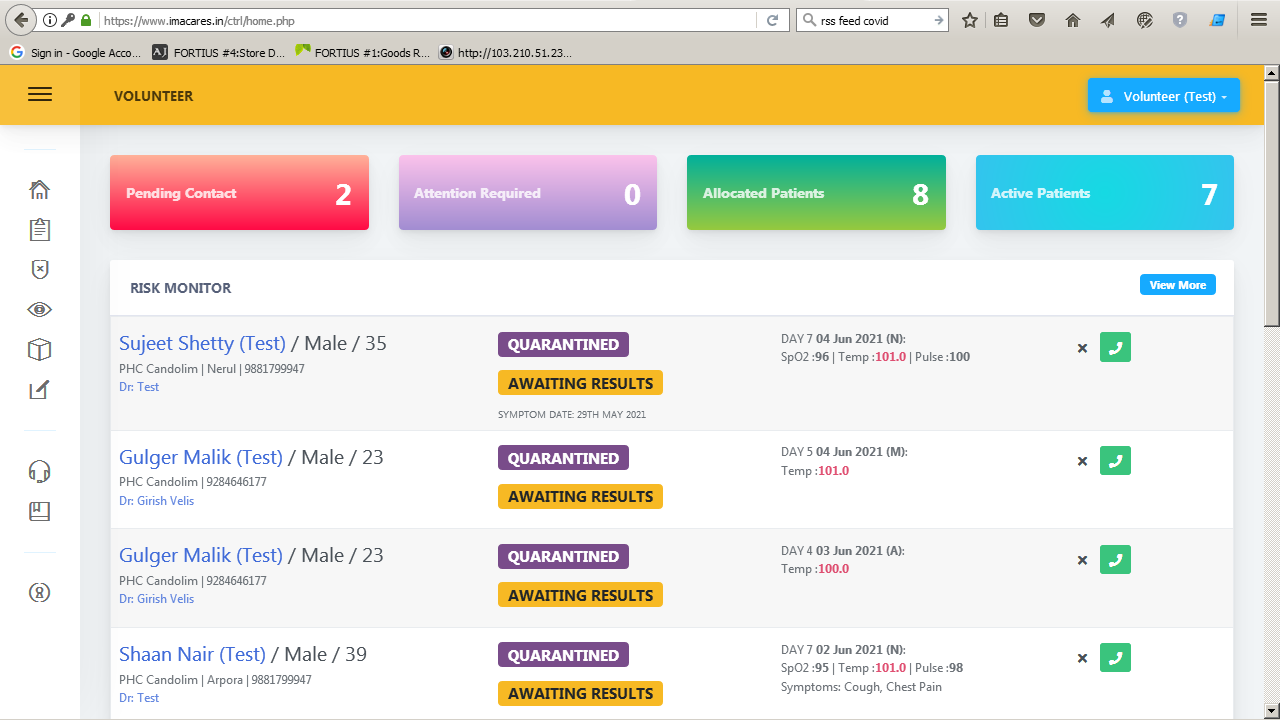 https://www.imacares.in/ctrl/home.php
rss feed covid
Sign in - Google Acco...
FORTIUS #4:Store D...
FORTIUS #1:Goods R...
http://103.210.51.23...
VOLUNTEER
Volunteer (Test)
Pending Contact 2
Attention Required 0
Allocated Patients 8
Active Patients 7
RISK MONITOR
View More
Sujeet Shetty (Test) / Male / 35
PHC Candolim | Nerul | 9881799947
Dr: Test
QUARANTINED
AWAITING RESULTS
SYMPTOM DATE: 29TH MAY 2021
DAY 7 04 Jun 2021 (N):
SpO2 :96 | Temp :101.0 | Pulse :100
Gulger Malik (Test) / Male / 23
PHC Candolim | 9284646177
Dr: Girish Velis
QUARANTINED
AWAITING RESULTS
DAY 5 04 Jun 2021 (M):
Temp :101.0
Gulger Malik (Test) / Male / 23
PHC Candolim | 9284646177
Dr: Girish Velis
QUARANTINED
AWAITING RESULTS
DAY 4 03 Jun 2021 (A):
Temp :100.0
Shaan Nair (Test) / Male / 39
PHC Candolim | Arpora | 9881799947
Dr: Test
QUARANTINED
AWAITING RESULTS
DAY 7 02 Jun 2021 (N):
SpO2 :95 | Temp :101.0 | Pulse :98
Symptoms: Cough, Chest Pain